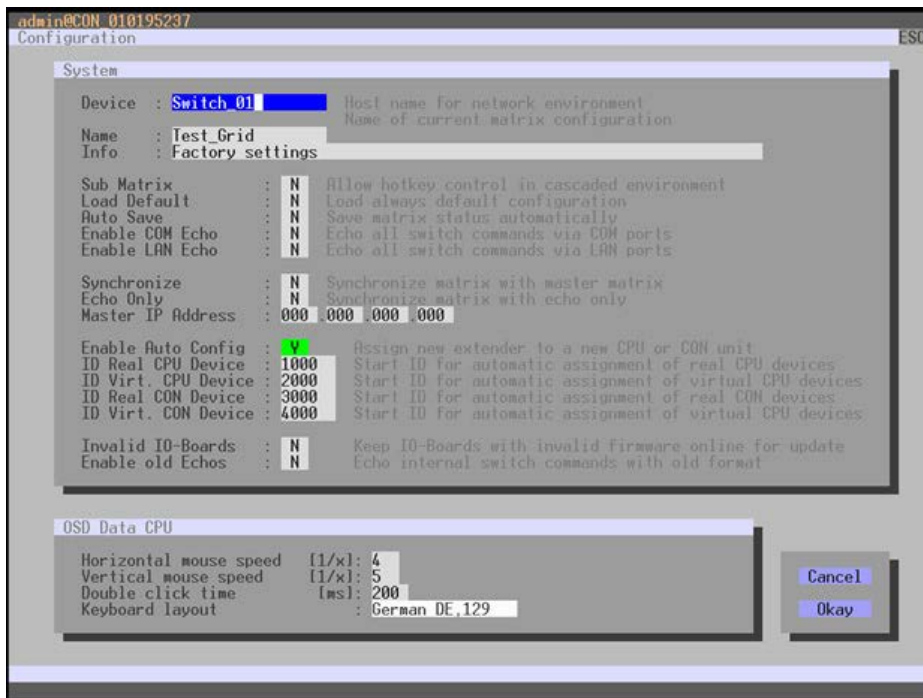 admin@CON_010195237
Configuration ESC
System
Device : Switch_01 Host name for network environment
Name of current matrix configuration
Name : Test_Grid
Info : Factory settings
Sub Matrix : N Allow hotkey control in cascaded environment
Load Default : N Load always default configuration
Auto Save : N Save matrix status automatically
Enable COM Echo : N Echo all switch commands via COM ports
Enable LAN Echo : N Echo all switch commands via LAN ports
Synchronize : N Synchronize matrix with master matrix
Echo Only : N Synchronize matrix with echo only
Master IP Address : 000 .000 .000 .000
Enable Auto Config : Y Assign new extender to a new CPU or CON unit
ID Real CPU Device : 1000 Start ID for automatic assignment of real CPU devices
ID Virt. CPU Device : 2000 Start ID for automatic assignment of virtual CPU devices
ID Real CON Device : 3000 Start ID for automatic assignment of real CON devices
ID Virt. CON Device : 4000 Start ID for automatic assignment of virtual CPU devices
Invalid IO-Boards : N Keep IO-Boards with invalid firmware online for update
Enable old Echos : N Echo internal switch commands with old format
OSD Data CPU
Horizontal mouse speed [1/x]: 4
Vertical mouse speed [1/x]: 5
Double click time [ms]: 200
Keyboard layout : German DE,129
Cancel
Okay